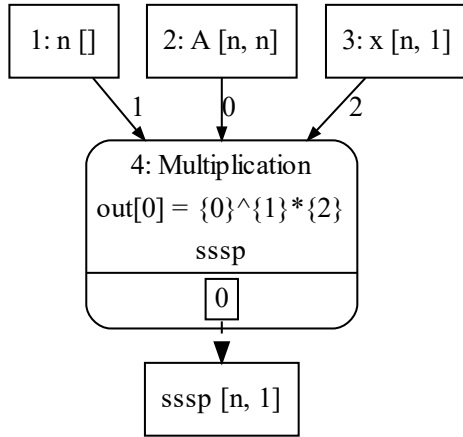 1: n []
2: A [n, n]
3: x [n, 1]
1
0
2
4: Multiplication
out[0] = {0}^{1}*{2}
sssp
0
sssp [n, 1]